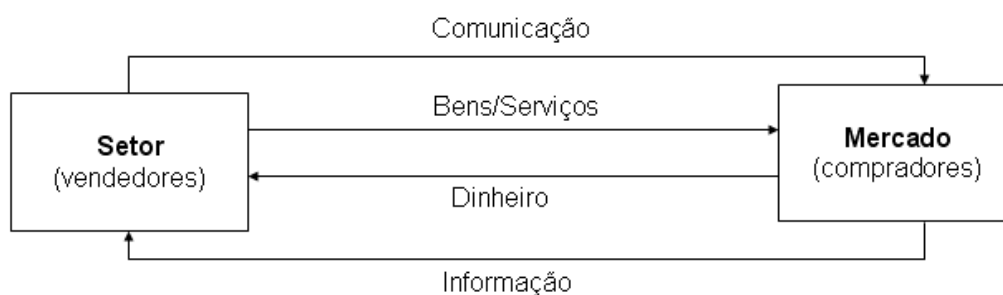 Comunicação
Bens/Serviços
Setor
(vendedores)
Mercado
(compradores)
Dinheiro
Informação